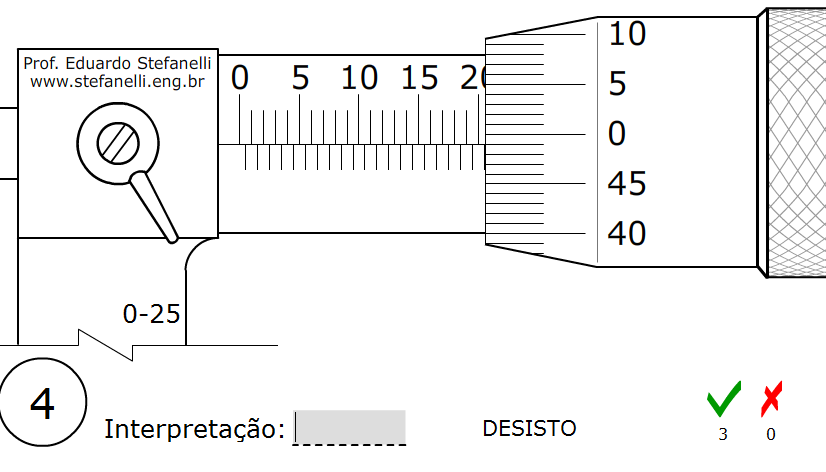 Prof. Eduardo Stefanelli
www.stefanelli.eng.br
0 5 10 15 20
10
5
0
45
40
0-25
4
Interpretação:
DESISTO
3 0